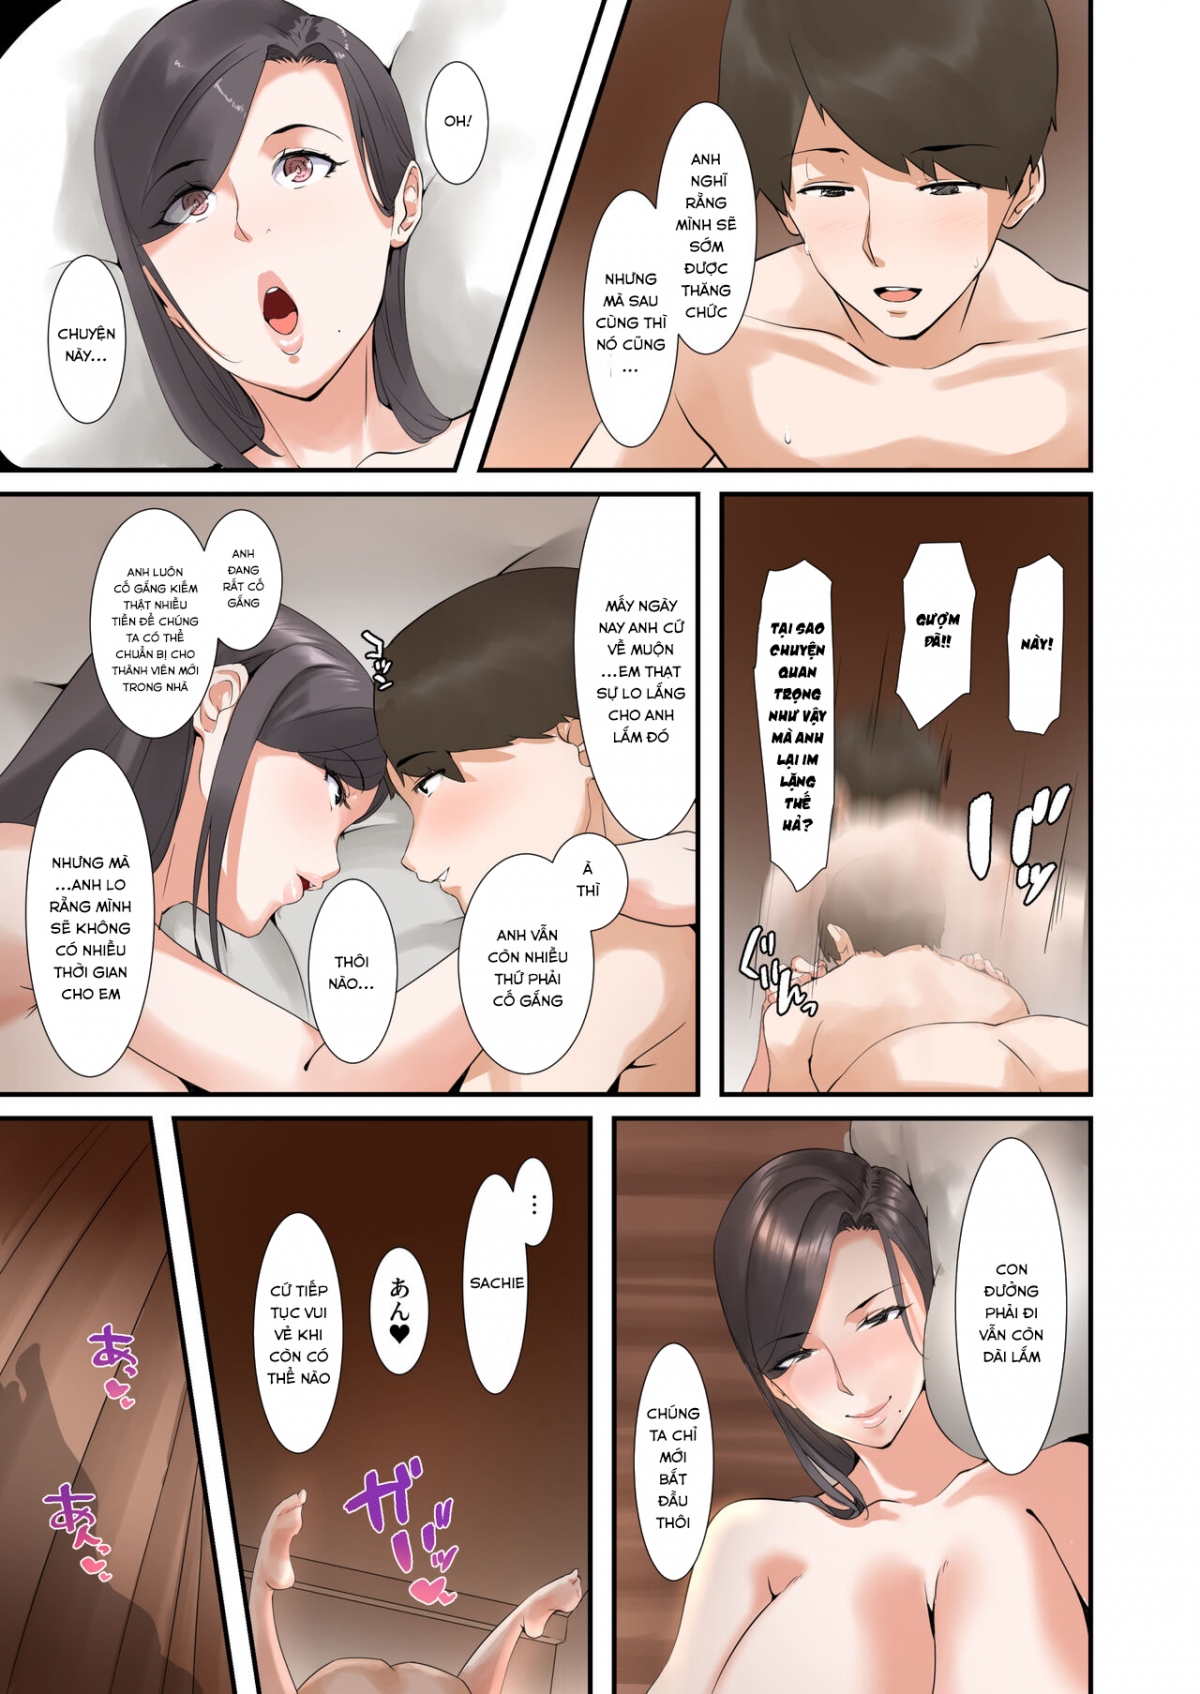 ANH
NGHĨ
RẰNG
MÌNH SẼ
SỚM
ĐƯỢC
THĂNG
CHỨC
NHƯNG
MÀ SAU
CÙNG THÌ
NÓ CŨNG
...
OH!
CHUYỆN
NÀY...
NÀY!
GƯỢM
ĐÃ!!
TẠI SAO
CHUYỆN
QUAN
TRỌNG
NHƯ VẬY
MÀ ANH
LẠI IM
LẶNG
THẾ
HẢ?
MẤY NGÀY
NAY ANH CỨ
VỀ MUỘN
...EM THẬT
SỰ LO LẮNG
CHO ANH
LẮM ĐÓ
À
THÌ
ANH VẪN
CÒN NHIỀU
THỨ PHẢI
CỐ GẮNG
ANH
ĐANG
RẤT CỐ
GẮNG
ANH LUÔN
CỐ GẮNG KIẾM
THẬT NHIỀU
TIỀN ĐỂ CHÚNG
TA CÓ THỂ
CHUẨN BỊ CHO
THÀNH VIÊN MỚI
TRONG NHÀ
THÔI
NÀO...
NHƯNG MÀ
...ANH LO
RẰNG MÌNH
SẼ KHÔNG
CÓ NHIỀU
THỜI GIAN
CHO EM
CON
ĐƯỜNG
PHẢI ĐI
VẪN CÒN
DÀI LẮM
CHÚNG
TA CHỈ
MỚI
BẮT
ĐẦU
THÔI
...
SACHIE
あん♥
CỨ TIẾP
TỤC VUI
VẺ KHI
CÒN CÓ
THỂ NÀO
あっ
あんっ